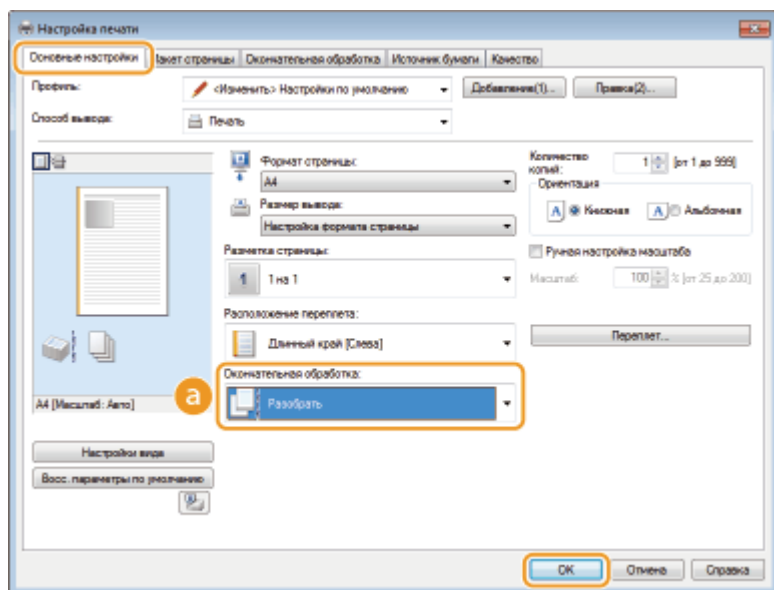 Настройка печати
Основные настройки Макет страницы Окончательная обработка Источник бумаги Качество
Профиль: <Изменить> Настройки по умолчанию Добавление(1)... Правка(2)...
Способ вывода: Печать
Формат страницы:
A4
Размер вывода:
Настройка формата страницы
Количество копий: 1 [от 1 до 999]
Ориентация
A Книжная A Альбомная
Разметка страницы:
1 1 на 1
Ручная настройка масштаба
Масштаб: 100 % [от 25 до 200]
Расположение переплета:
Длинный край [Слева]
Переплет...
Окончательная обработка:
a Разобрать
A4 [Масштаб: Авто]
Настройки вида
Восс. параметры по умолчанию
OK Отмена Справка